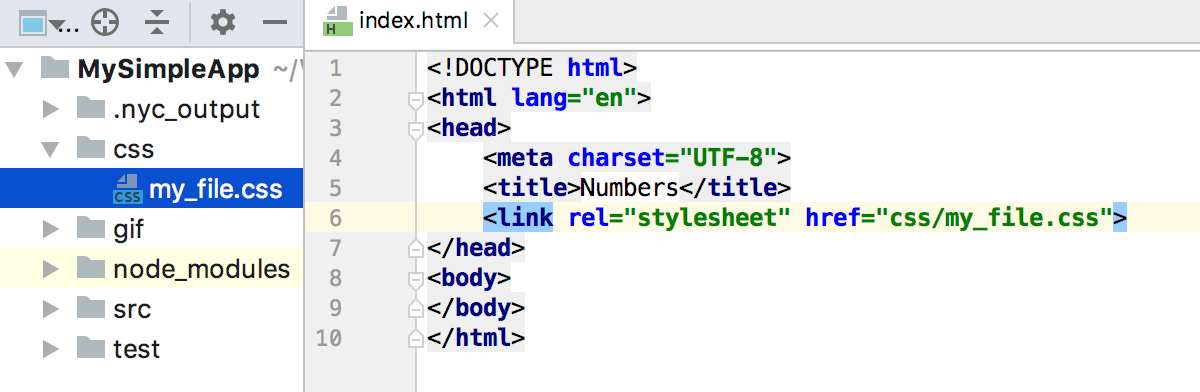 index.html
MySimpleApp ~/
.nyc_output
css
CSS my_file.css
gif
node_modules
src
test
H
1 <!DOCTYPE html>
2 <html lang="en">
3 <head>
4 <meta charset="UTF-8">
5 <title>Numbers</title>
6 <link rel="stylesheet" href="css/my_file.css">
7 </head>
8 <body>
9 </body>
10 </html>